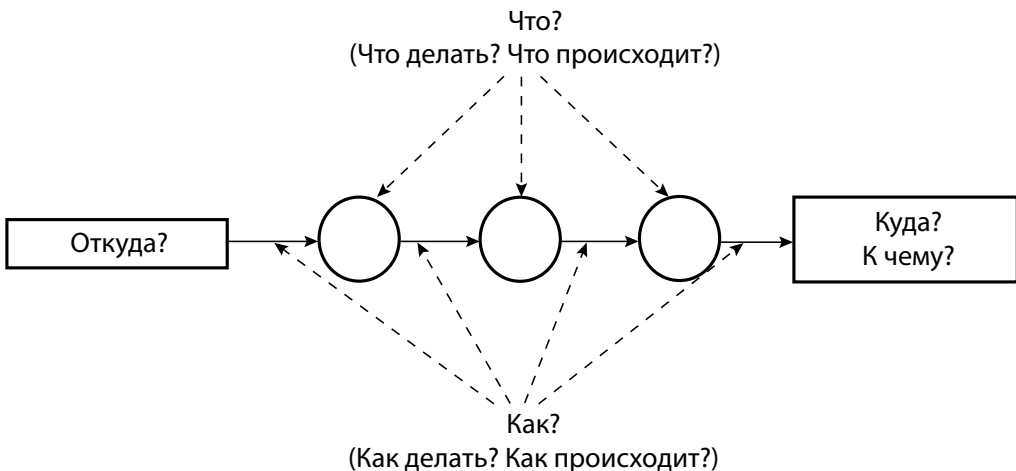 Что?
(Что делать? Что происходит?)
Откуда?
Куда?
К чему?
Как?
(Как делать? Как происходит?)